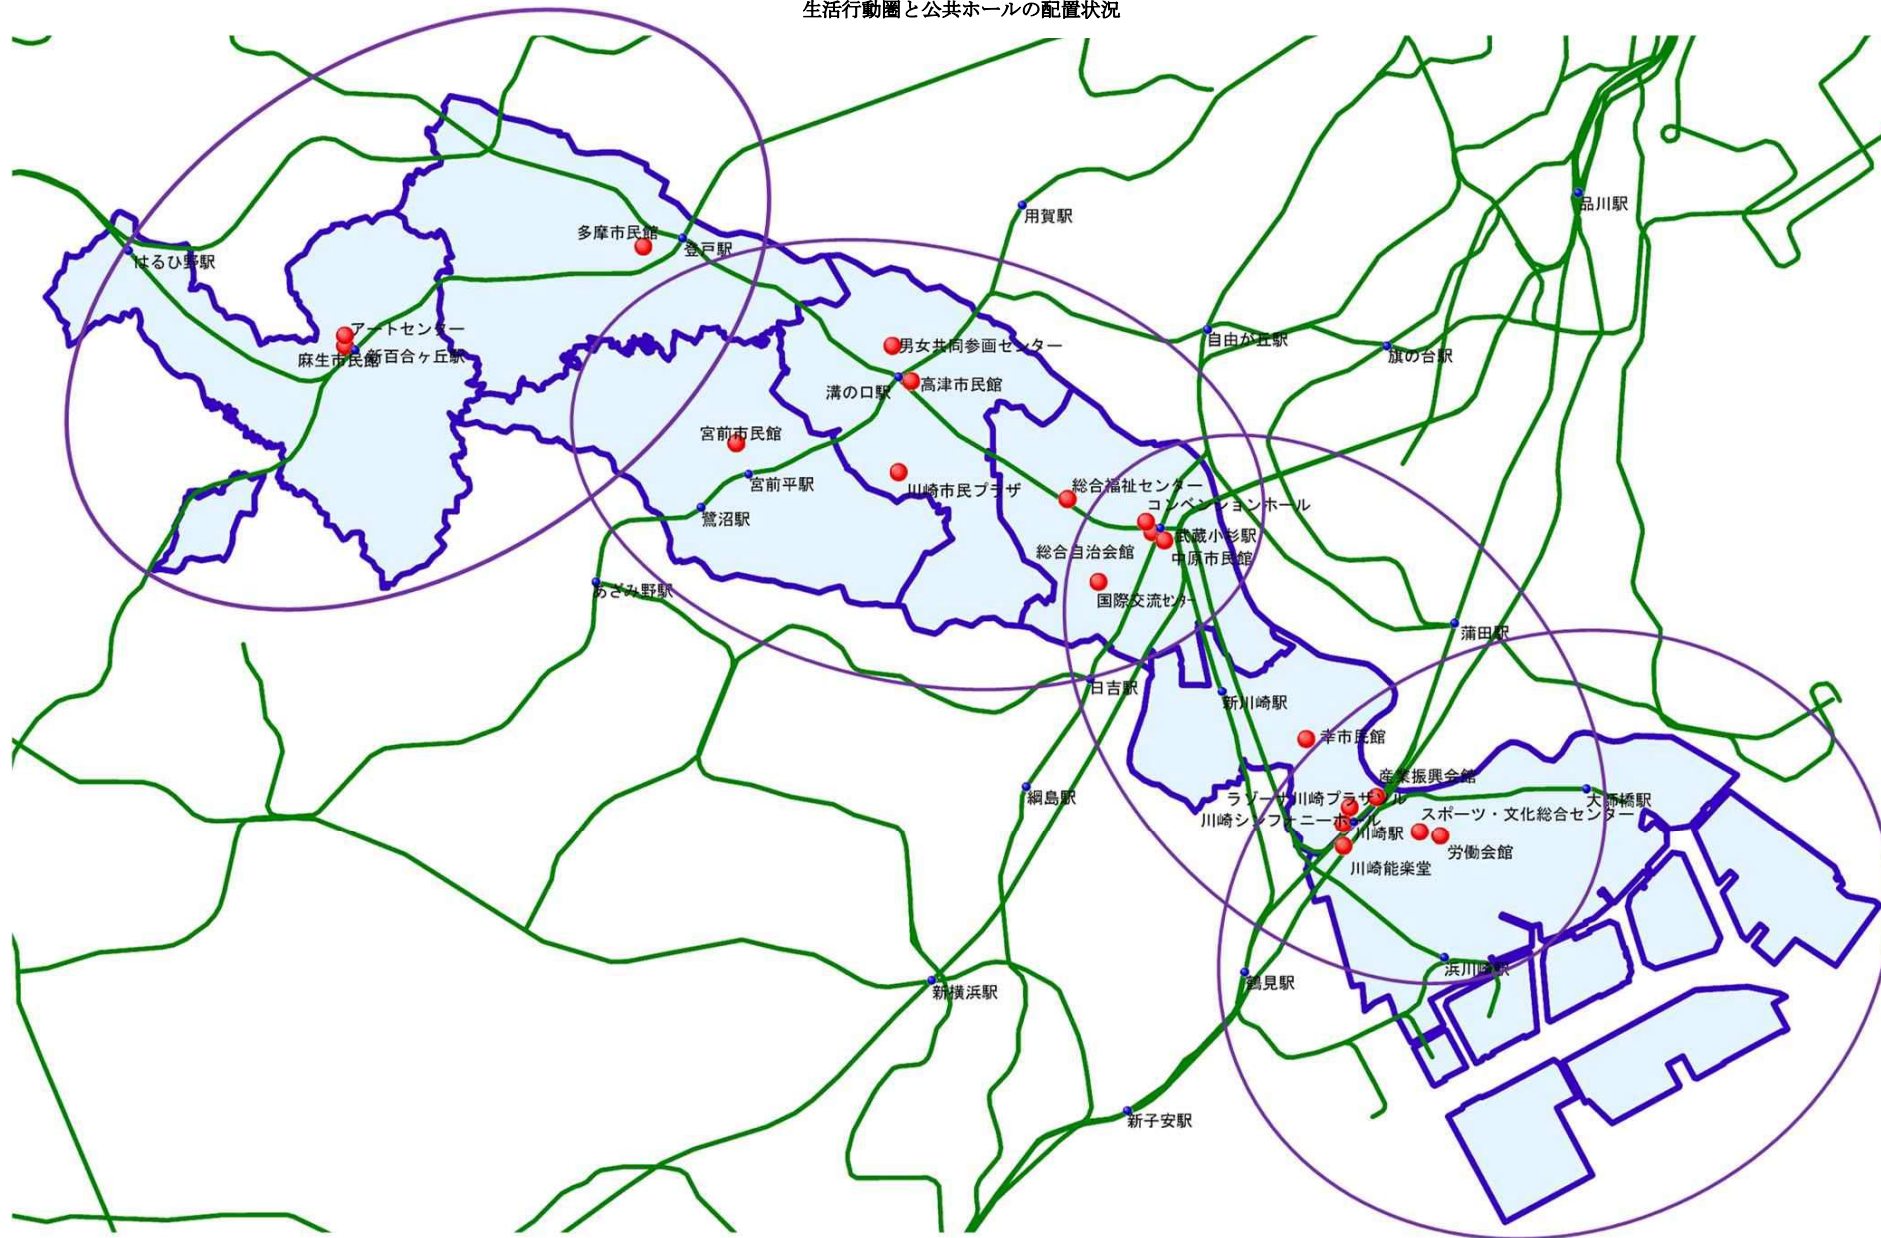 生活行動圏と公共ホールの配置状況
品川駅
用賀駅
多摩市民館
登戸駅
はるひ野駅
アートセンター
自由が丘駅
男女共同参画センター
旗の台駅
麻生市民館
新百合ヶ丘駅
高津市民館
溝の口駅
宮前市民館
宮前平駅
総合福祉センター
川崎市民プラザ
コンベンションホール
鷺沼駅
武蔵小杉駅
総合自治会館
中原市民館
あざみ野駅
国際交流センター
蒲田駅
日吉駅
新川崎駅
幸市民館
産業振興会館
綱島駅
ラゾーナ川崎プラザソル
大師橋駅
スポーツ・文化総合センター
川崎シンフォニーホール
川崎駅
労働会館
川崎能楽堂
浜川崎駅
鶴見駅
新横浜駅
新子安駅